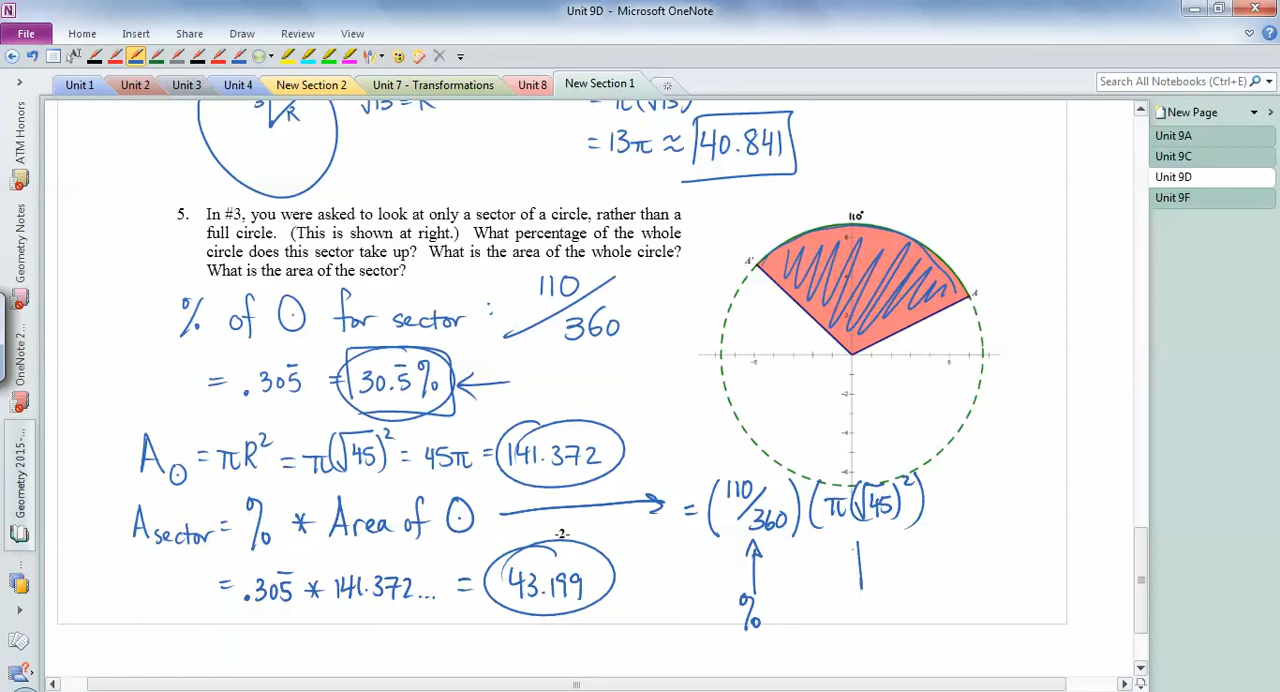 Unit 9D - Microsoft OneNote
File Home Insert Share Draw Review View
Unit 1 Unit 2 Unit 3 Unit 4 New Section 2 Unit 7 - Transformations Unit 8 New Section 1
Search All Notebooks (Ctrl+E)
New Page
Unit 9A
Unit 9C
Unit 9D
Unit 9F
ATM Honors
Geometry Notes
OneNote 2...
Geometry 2015 -...
R
√13 = R
= π(√13)
= 13π ≈ 40.841
5. In #3, you were asked to look at only a sector of a circle, rather than a
full circle. (This is shown at right.) What percentage of the whole
circle does this sector take up? What is the area of the whole circle?
What is the area of the sector?
110°
A'
A
% of ⊙ for sector : 110/360
= .305̅ = 30.5̅%
A⊙ = πR² = π(√45)² = 45π = 141.372
Asector = % * Area of ⊙ → = (110/360)(π(√45)²)
-2-
= .305̅ * 141.372... = 43.199
%